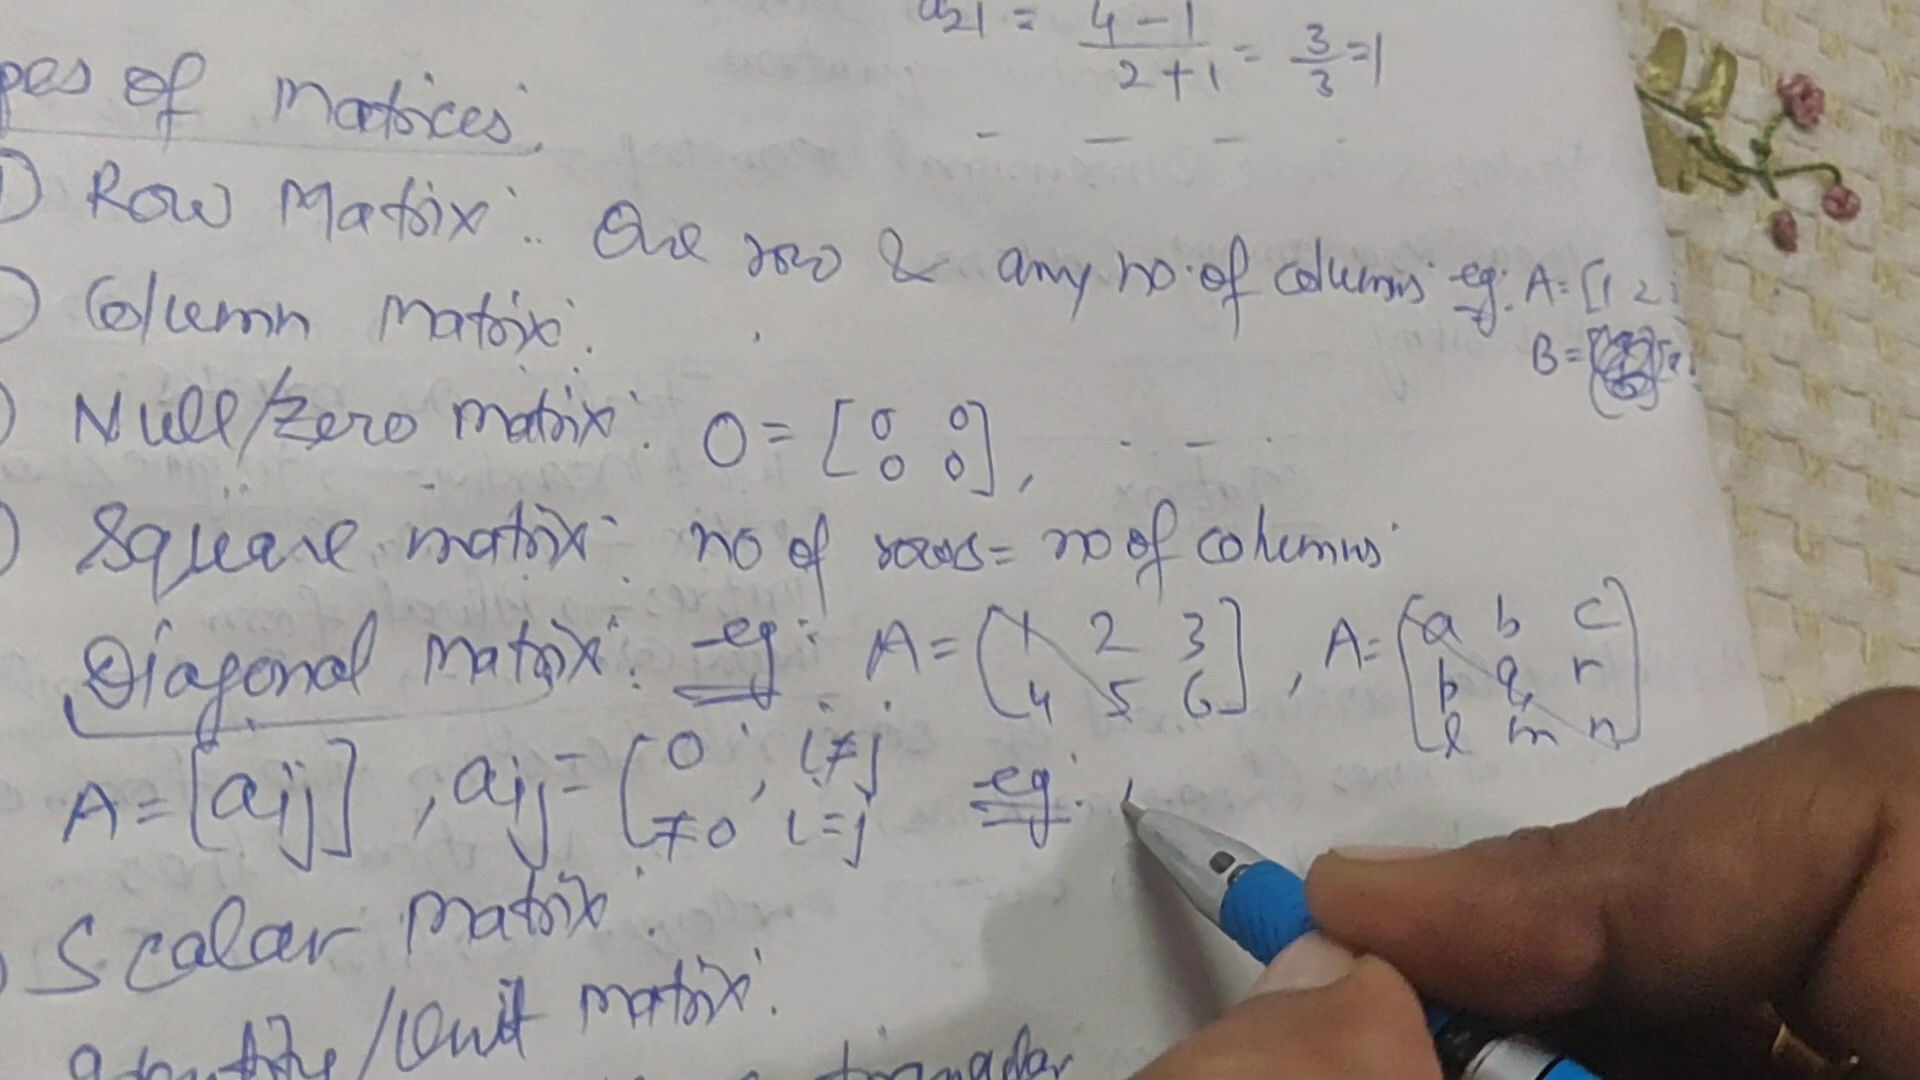 a21 = 4-1/2+1 = 3/3 = 1
pes of Matrices.
Row Matrix: One row & any no. of columns eg: A = [1 2
B = [
Column Matrix:
Null/Zero matrix: O = [0 0 0 0],
Square matrix: no of rows = no of columns
Diagonal Matrix: eg: A = [1 2 3 4 5 6], A = [a b c p q r l m n]
A = [aij], aij = [0, i≠j ≠0 i=j eg:
Scalar Matrix:
/Unit matrix:
triangular